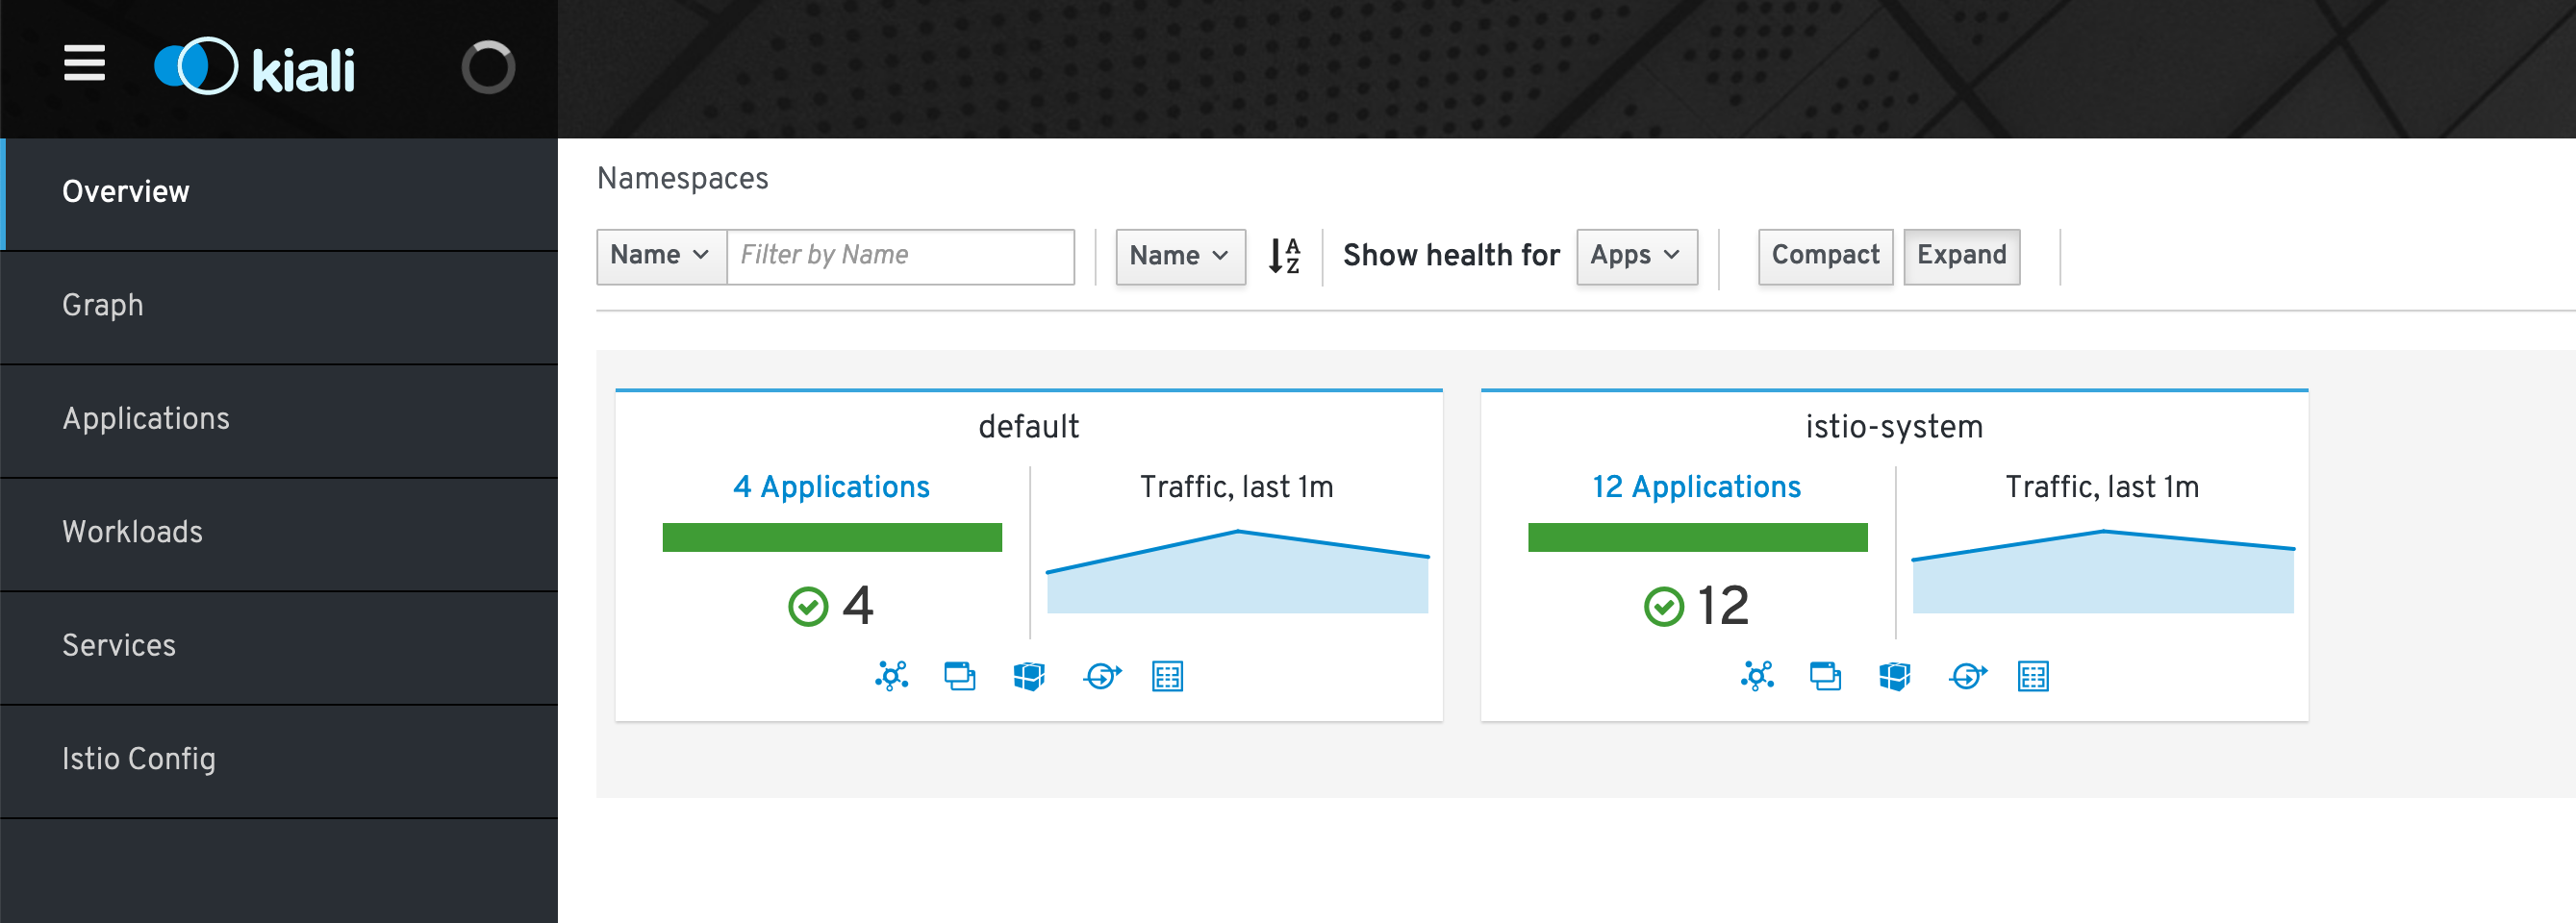 kiali
Overview
Graph
Applications
Workloads
Services
Istio Config
Namespaces
Name Filter by Name Name A Z Show health for Apps Compact Expand
default
4 Applications Traffic, last 1m
4
istio-system
12 Applications Traffic, last 1m
12